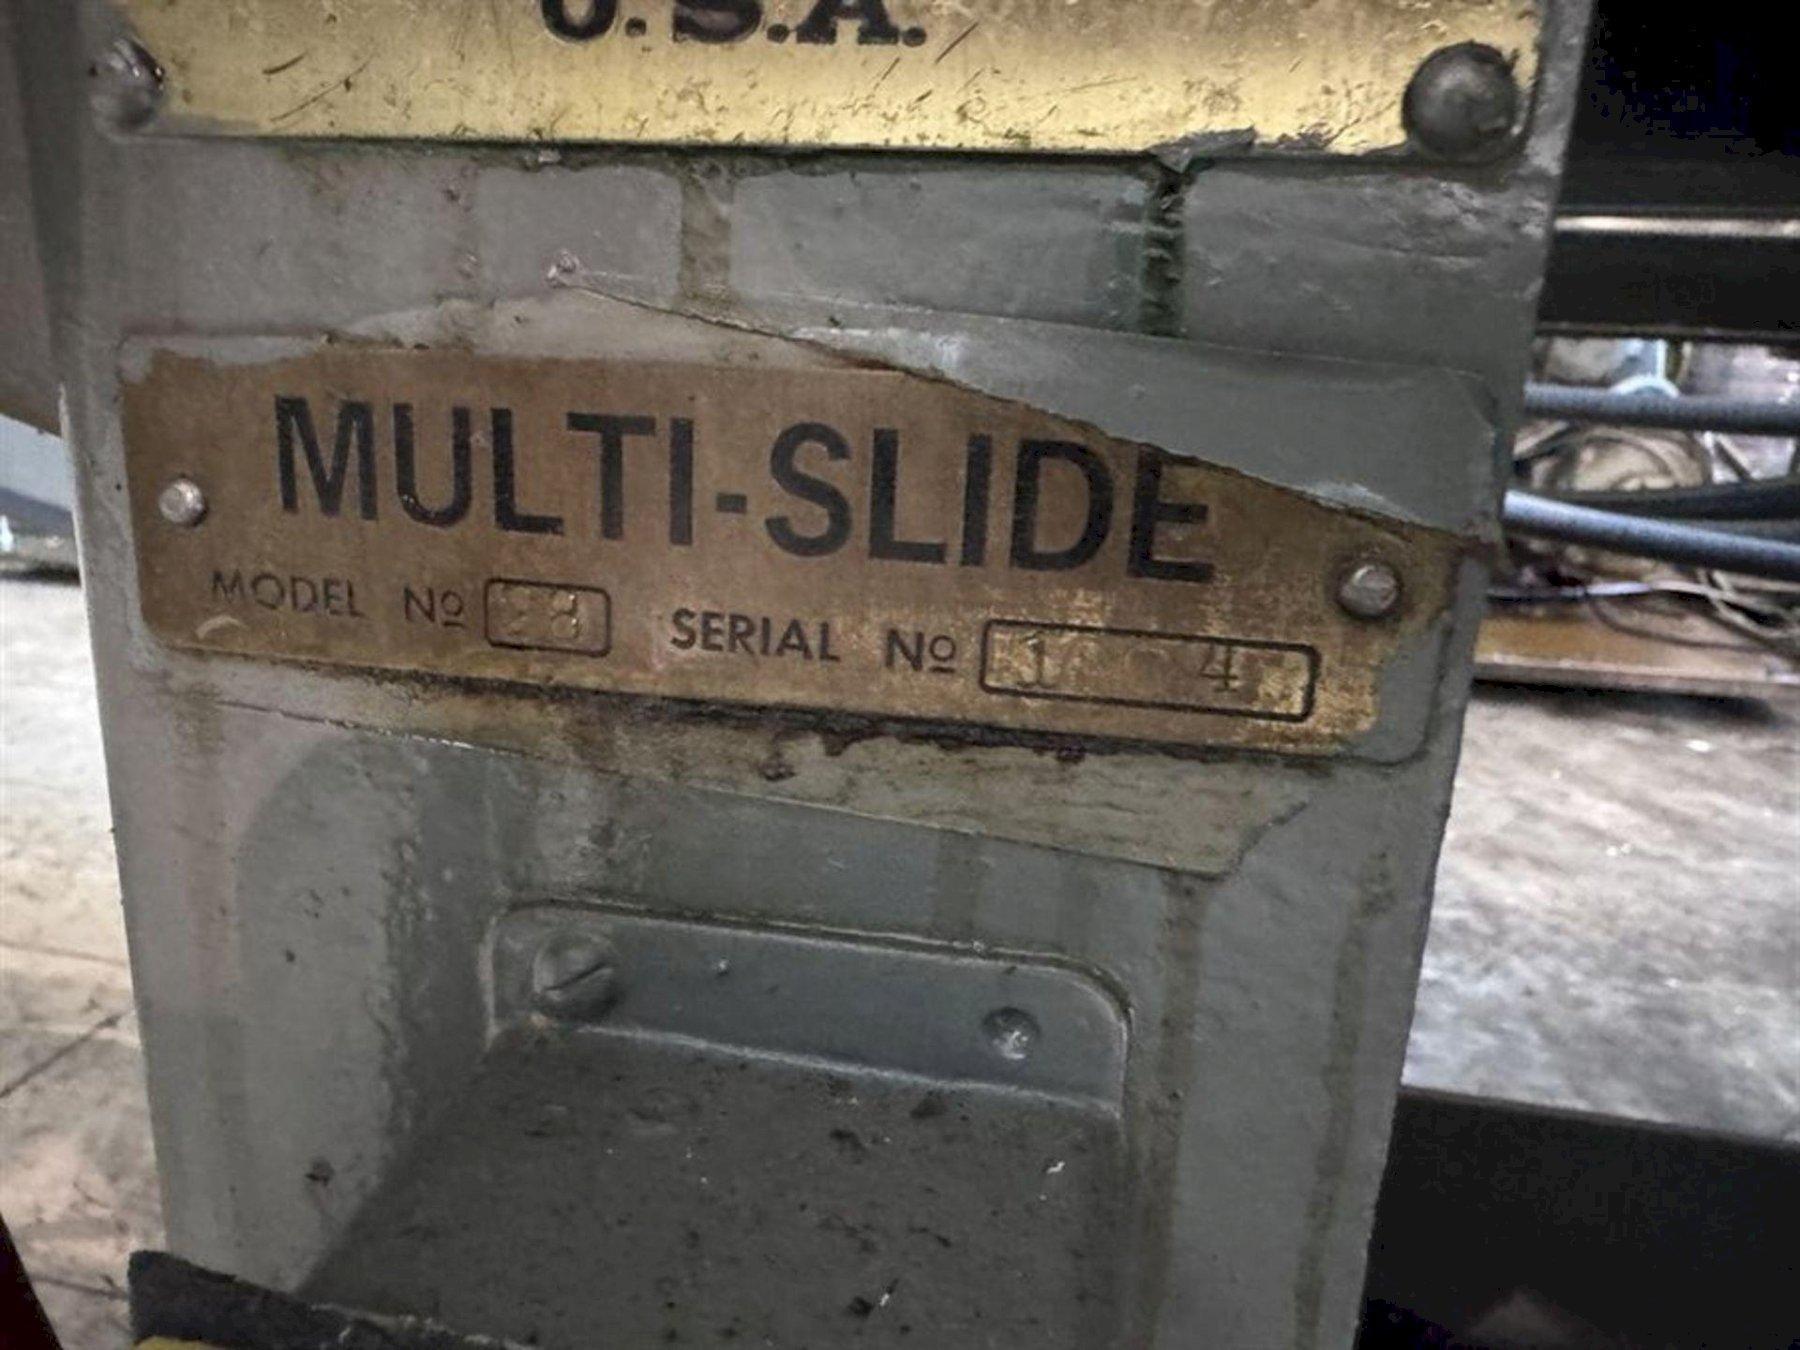 U.S.A.
MULTI-SLIDE
MODEL Nº 28 SERIAL Nº